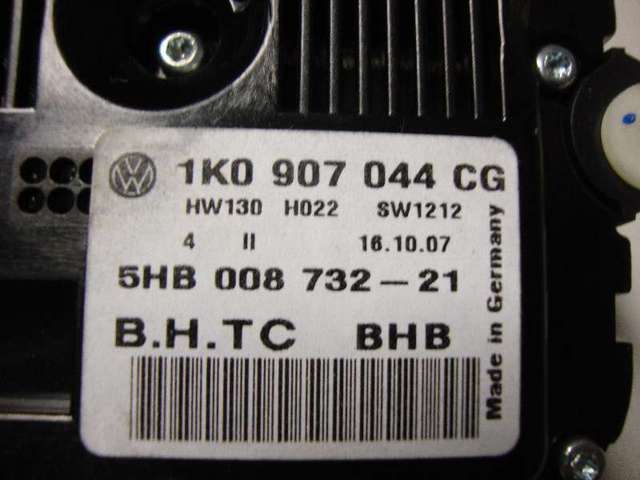 1K0 907 044 CG
HW130 H022 SW1212
4 II 16.10.07
5HB 008 732-21
B.H.TC BHB
Made in Germany